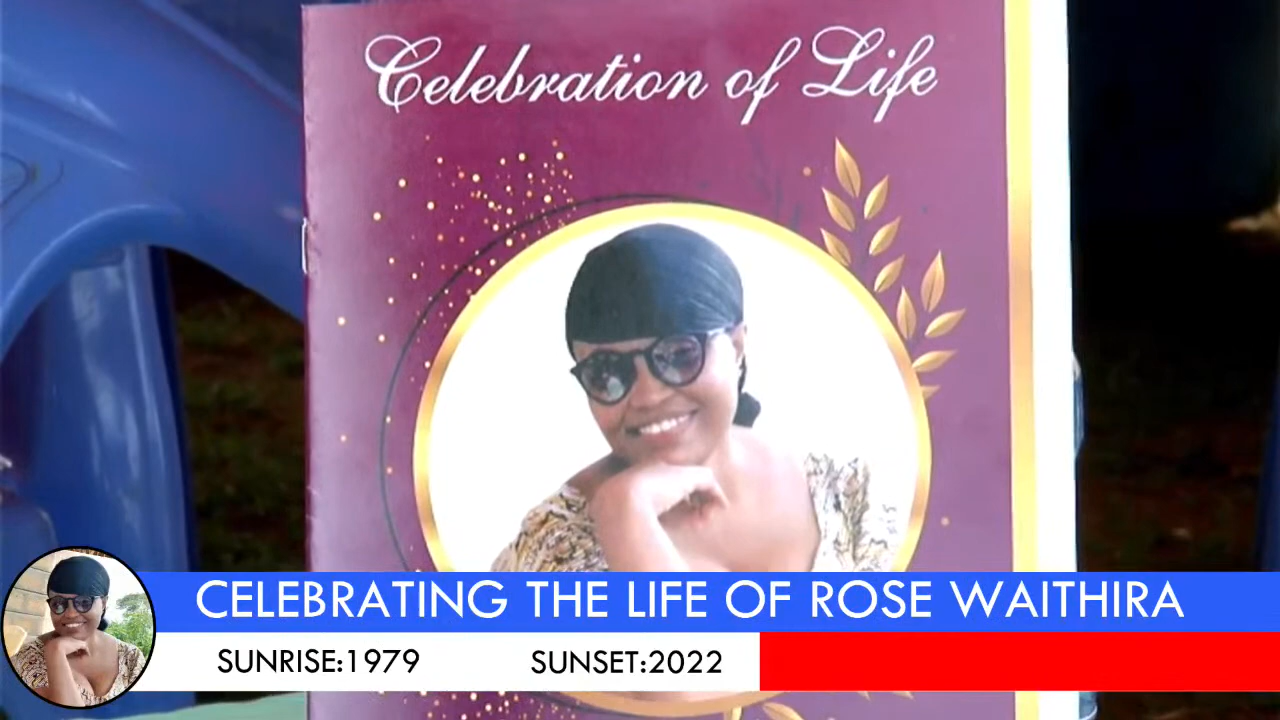 Celebration of Life
CELEBRATING THE LIFE OF ROSE WAITHIRA
SUNRISE:1979 SUNSET:2022